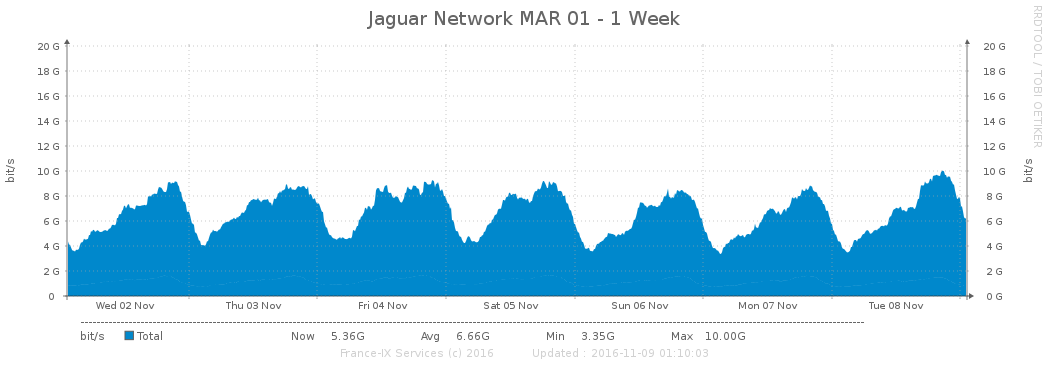 Jaguar Network MAR 01 - 1 Week
RRDTOOL / TOBI OETIKER
bit/s
bit/s
20 G 20 G
18 G 18 G
16 G 16 G
14 G 14 G
12 G 12 G
10 G 10 G
8 G 8 G
6 G 6 G
4 G 4 G
2 G 2 G
0 0 G
Wed 02 Nov Thu 03 Nov Fri 04 Nov Sat 05 Nov Sun 06 Nov Mon 07 Nov Tue 08 Nov
bit/s Total Now 5.36G Avg 6.66G Min 3.35G Max 10.00G
France-IX Services (c) 2016 Updated : 2016-11-09 01:10:03